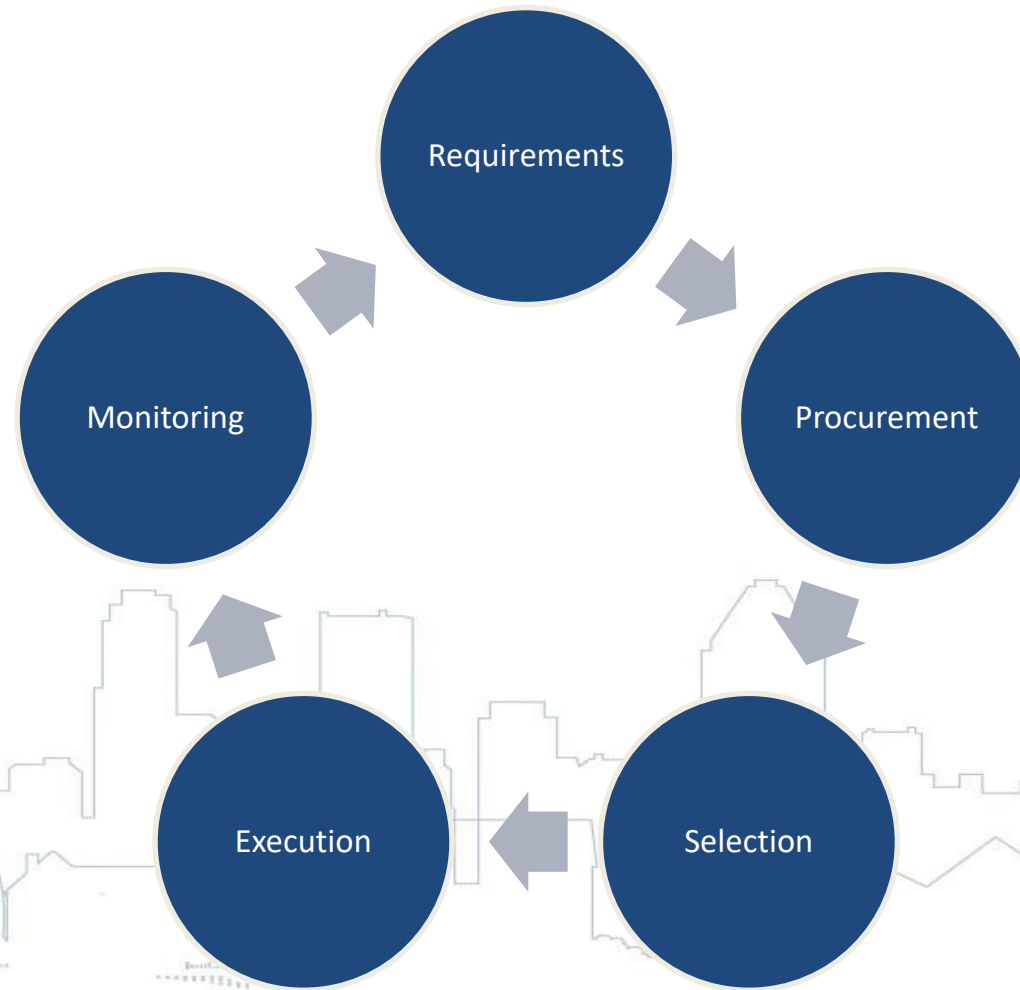 Requirements
Procurement
Selection
Execution
Monitoring